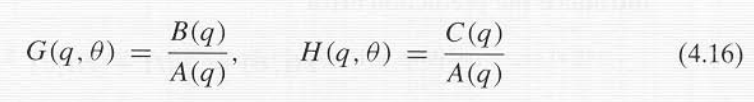 G(q, θ) = B(q)/A(q), H(q, θ) = C(q)/A(q) (4.16)